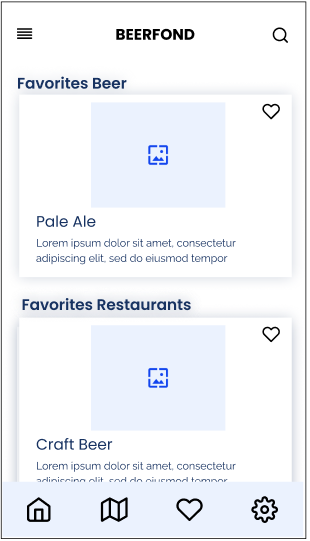 BEERFOND
Favorites Beer
Pale Ale
Lorem ipsum dolor sit amet, consectetur
adipiscing elit, sed do eiusmod tempor
Favorites Restaurants
Craft Beer
Lorem ipsum dolor sit amet, consectetur
adipiscing elit, sed do eiusmod tempor